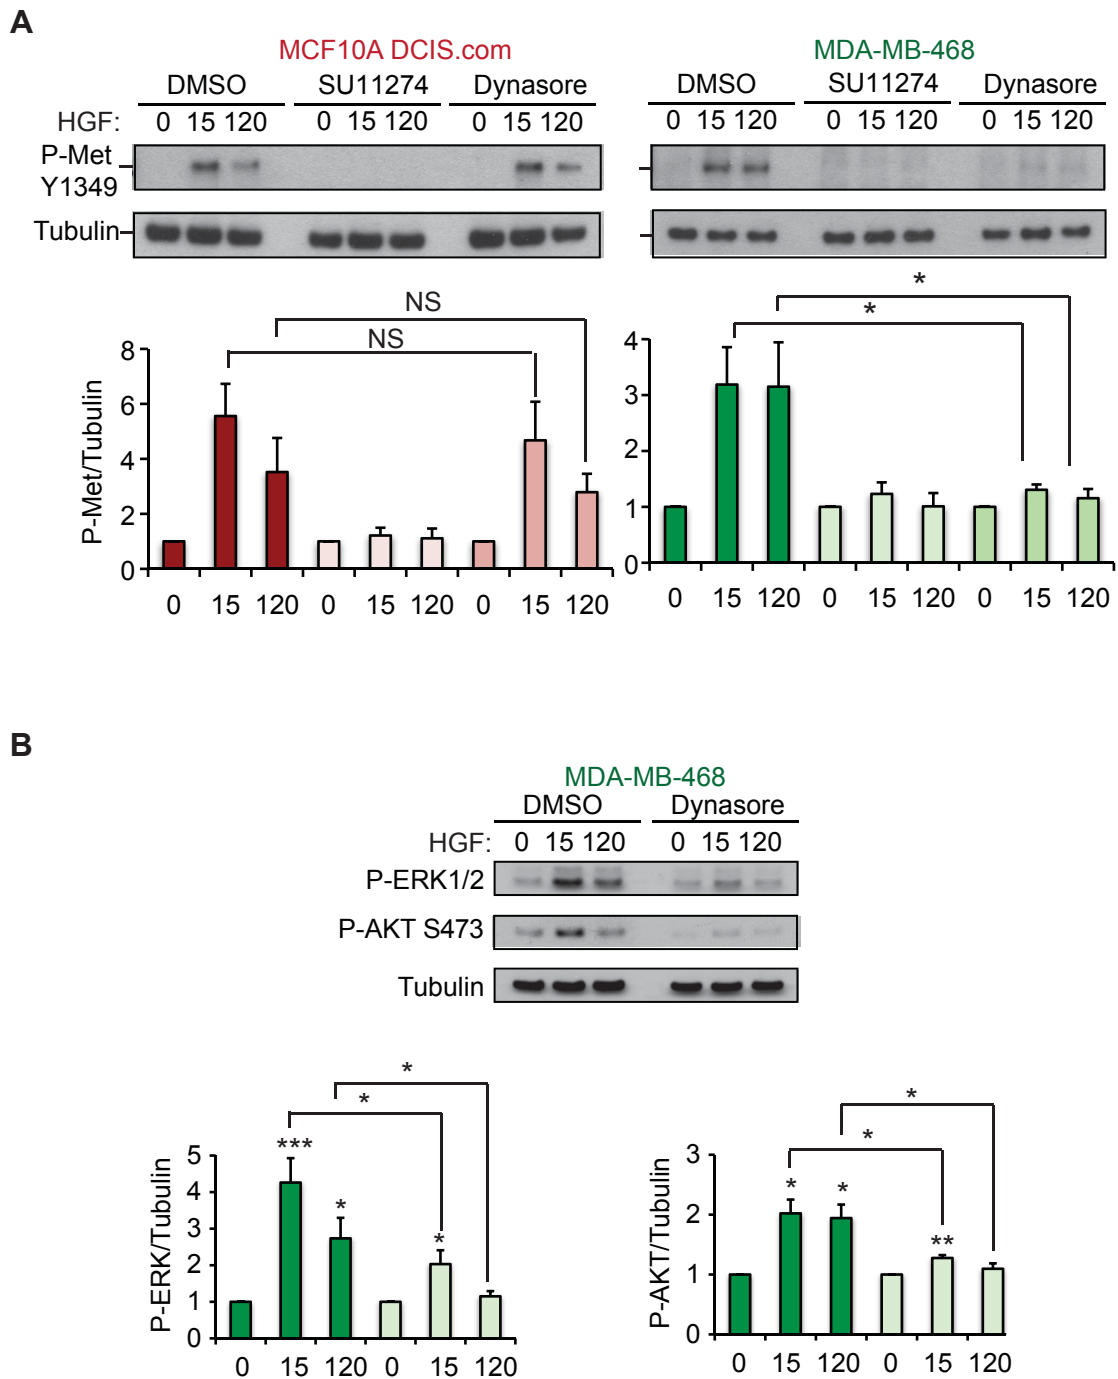 A
MCF10A DCIS.com
MDA-MB-468
DMSO SU11274 Dynasore
DMSO SU11274 Dynasore
HGF: 0 15 120 0 15 120 0 15 120
0 15 120 0 15 120 0 15 120
P-Met
Y1349
Tubulin
NS
NS
*
*
P-Met/Tubulin
8
6
4
2
0
0 15 120 0 15 120 0 15 120
4
3
2
1
0
0 15 120 0 15 120 0 15 120
B
MDA-MB-468
DMSO Dynasore
HGF: 0 15 120 0 15 120
P-ERK1/2
P-AKT S473
Tubulin
*
*
*** * *
P-ERK/Tubulin
5
4
3
2
1
0
0 15 120 0 15 120
*
*
* * **
P-AKT/Tubulin
3
2
1
0
0 15 120 0 15 120